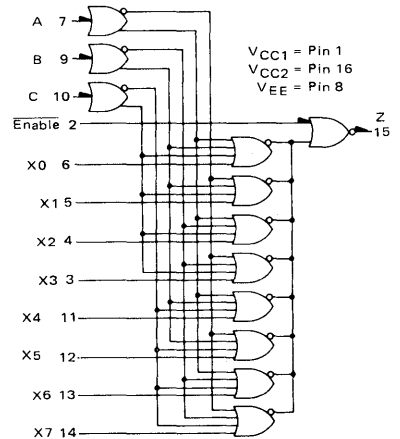 A 7
B 9
C 10
Enable 2
X0 6
X1 5
X2 4
X3 3
X4 11
X5 12
X6 13
X7 14
VCC1 = Pin 1
VCC2 = Pin 16
VEE = Pin 8
Z
15